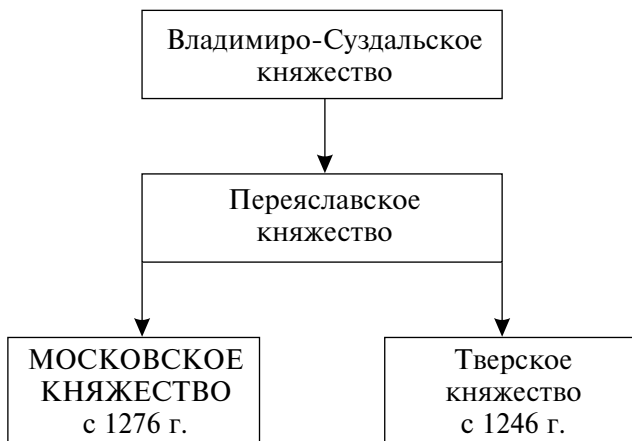 Владимиро-Суздальское
княжество
Переяславское
княжество
МОСКОВСКОЕ
КНЯЖЕСТВО
с 1276 г.
Тверское
княжество
с 1246 г.